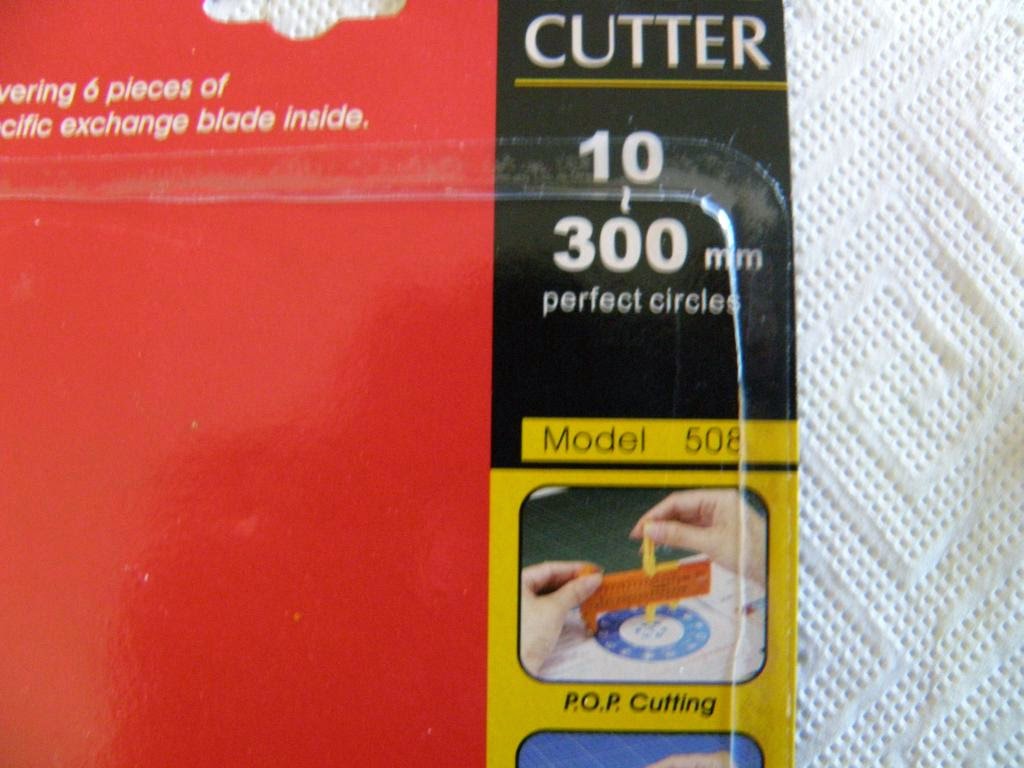 CUTTER
vering 6 pieces of
cific exchange blade inside.
10
~
300 mm
perfect circles
Model 508
P.O.P. Cutting